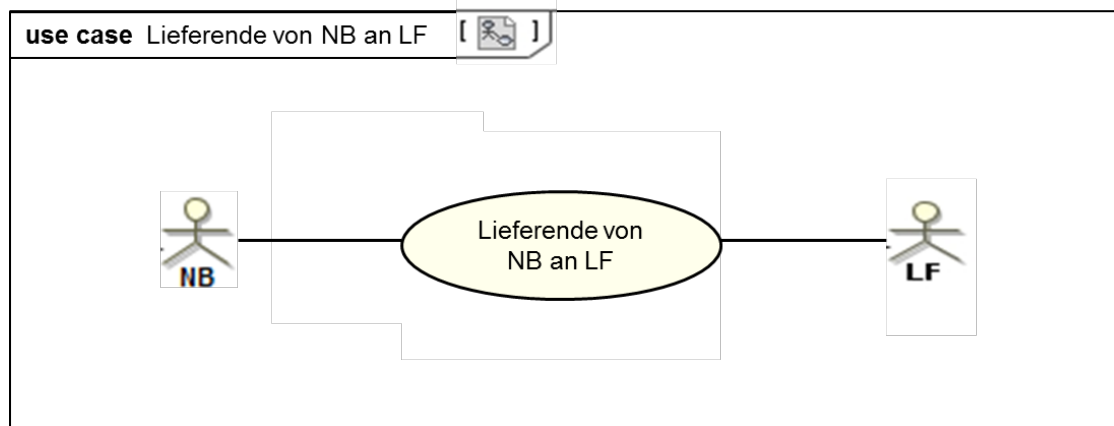 use case Lieferende von NB an LF [ ]
Lieferende von
NB an LF
NB
LF